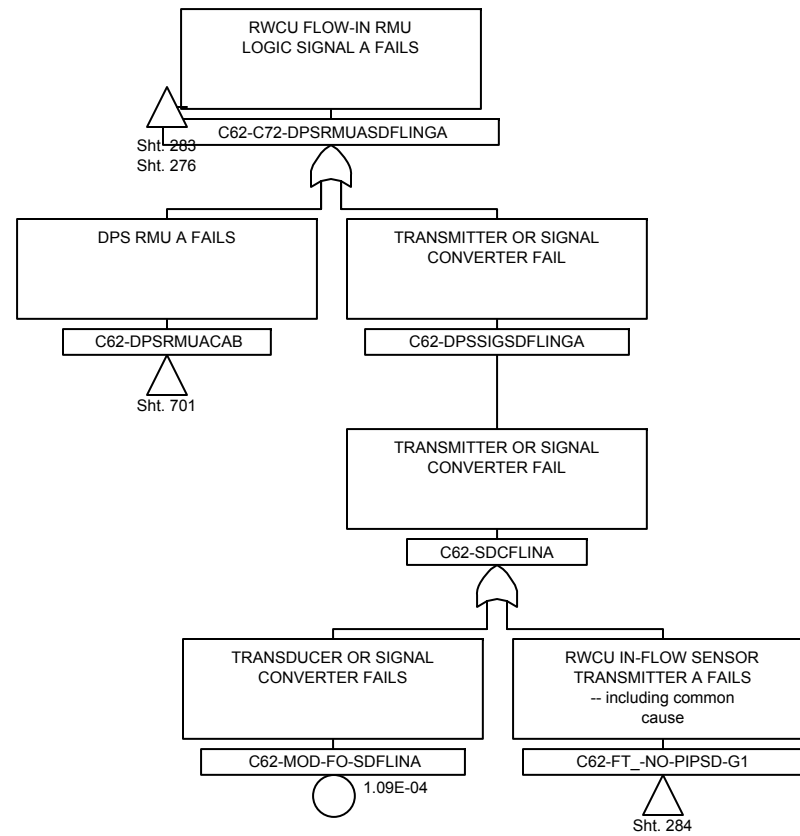 RWCU FLOW-IN RMU
LOGIC SIGNAL A FAILS
C62-C72-DPSRMUASDFLINGA
Sht. 283
Sht. 276
DPS RMU A FAILS
C62-DPSRMUACAB
Sht. 701
TRANSMITTER OR SIGNAL
CONVERTER FAIL
C62-DPSSIGSDFLINGA
TRANSMITTER OR SIGNAL
CONVERTER FAIL
C62-SDCFLINA
TRANSDUCER OR SIGNAL
CONVERTER FAILS
C62-MOD-FO-SDFLINA
1.09E-04
RWCU IN-FLOW SENSOR
TRANSMITTER A FAILS
-- including common
cause
C62-FT_-NO-PIPSD-G1
Sht. 284